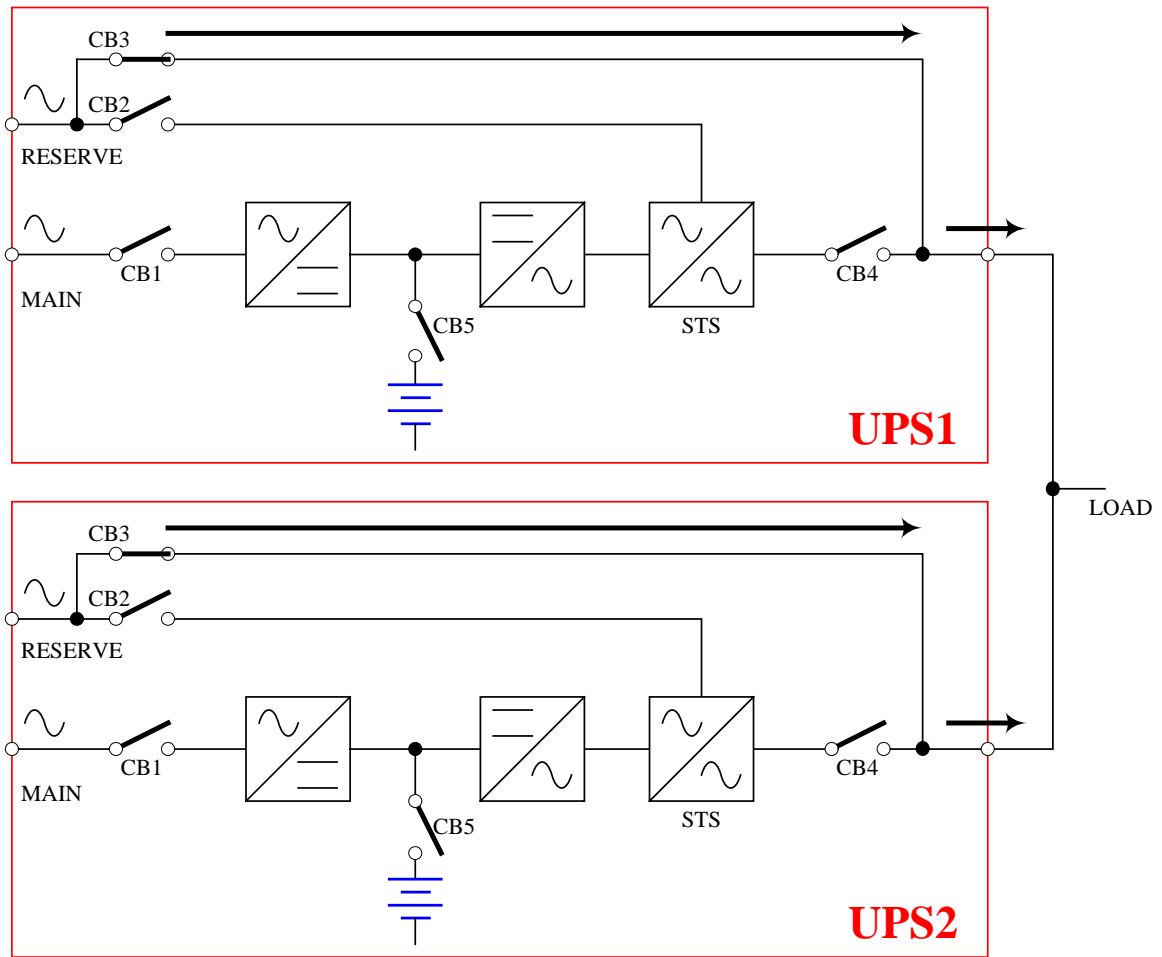 CB3
CB2
RESERVE
MAIN
CB1
CB5
STS
CB4
UPS1
LOAD
CB3
CB2
RESERVE
MAIN
CB1
CB5
STS
CB4
UPS2